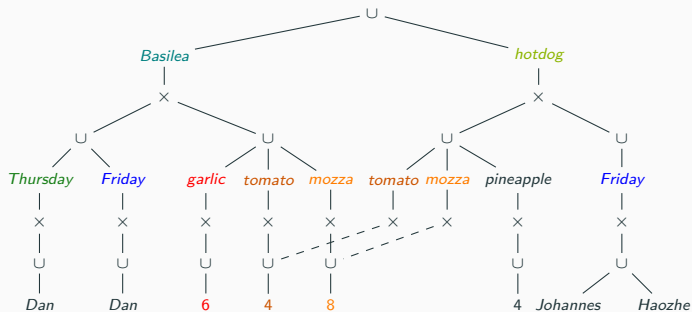 ∪
Basilea hotdog
× ×
∪ ∪ ∪ ∪
Thursday Friday garlic tomato mozza tomato mozza pineapple Friday
× × × × × × × × ×
∪ ∪ ∪ ∪ ∪ ∪ ∪
Dan Dan 6 4 8 4 Johannes Haozhe